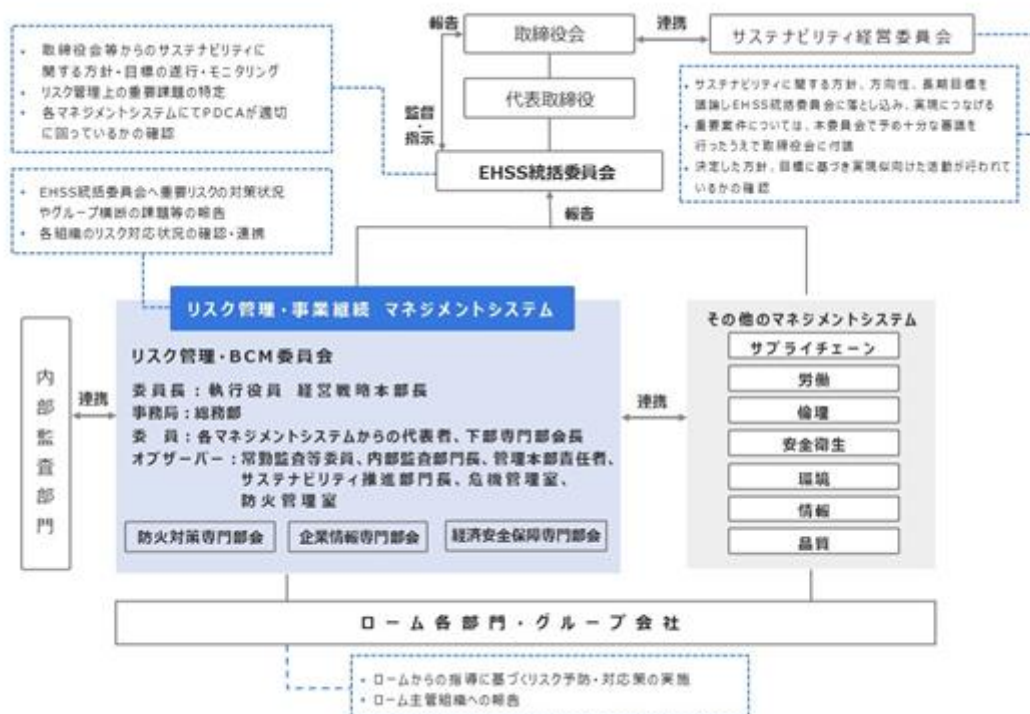 報告
連携
取締役会
サステナビリティ経営委員会
代表取締役
監督・指示
EHSS統括委員会
報告
• 取締役会等からのサステナビリティに
関する方針・目標の遂行・モニタリング
• リスク管理上の重要課題の特定
• 各マネジメントシステムにてPDCAが適切
に回っているかの確認
• サステナビリティに関する方針、方向性、長期目標を
議論しEHSS統括委員会に落とし込み、実現につなげる
• 重要案件については、本委員会で予め十分な審議を
行ったうえで取締役会に付議
• 決定した方針、目標に基づき実現似向けた活動が行われて
いるかの確認
• EHSS統括委員会へ重要リスクの対策状況
やグループ横断の課題等の報告
• 各組織のリスク対応状況の確認・連携
リスク管理・事業継続 マネジメントシステム
リスク管理・BCM委員会
委員長：執行役員 経営戦略本部長
事務局：総務部
委 員：各マネジメントシステムからの代表者、下部専門部会長
オブザーバー：常勤監査等委員、内部監査部門長、管理本部責任者、
サステナビリティ推進部門長、危機管理室、
防火管理室
防火対策専門部会
企業情報専門部会
経済安全保障専門部会
内部監査部門
連携
連携
その他のマネジメントシステム
サプライチェーン
労働
倫理
安全衛生
環境
情報
品質
ローム各部門・グループ会社
• ロームからの指導に基づくリスク予防・対応策の実施
• ローム主管組織への報告